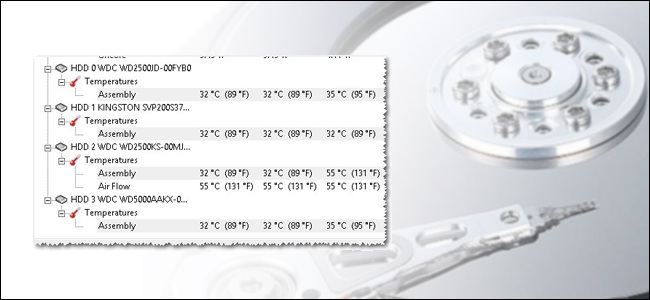 HDD 0 WDC WD2500JD-00FYB0
Temperatures
Assembly 32 °C (89 °F) 32 °C (89 °F) 35 °C (95 °F)
HDD 1 KINGSTON SVP200S37...
Temperatures
Assembly 32 °C (89 °F) 32 °C (89 °F) 32 °C (89 °F)
HDD 2 WDC WD2500KS-00MJ...
Temperatures
Assembly 32 °C (89 °F) 32 °C (89 °F) 55 °C (131 °F)
Air Flow 55 °C (131 °F) 55 °C (131 °F) 55 °C (131 °F)
HDD 3 WDC WD5000AAKX-0...
Temperatures
Assembly 32 °C (89 °F) 32 °C (89 °F) 35 °C (95 °F)